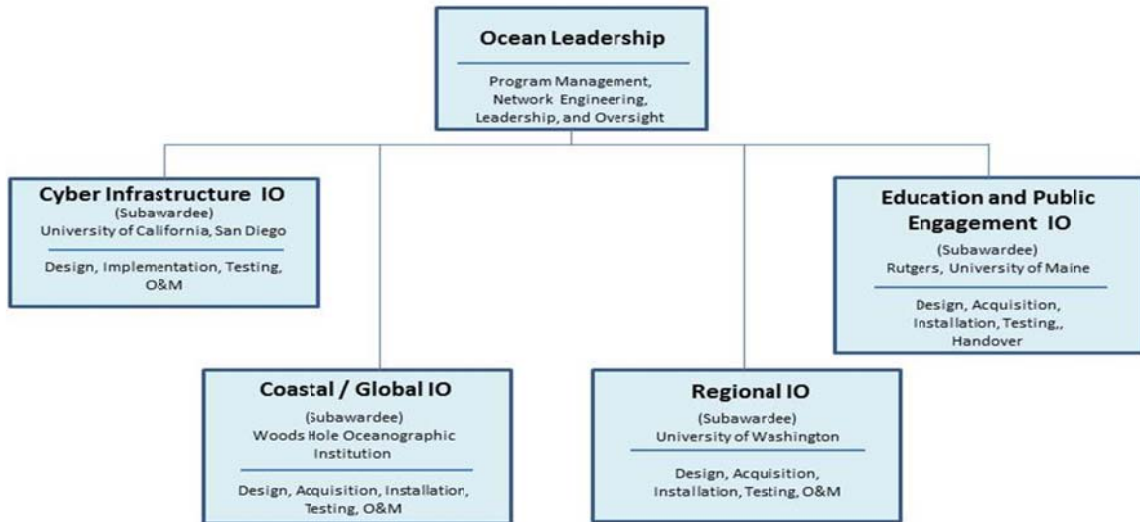 Ocean Leadership
Program Management,
Network Engineering,
Leadership, and Oversight
Cyber Infrastructure IO
(Subawardee)
University of California, San Diego
Design, Implementation, Testing,
O&M
Education and Public
Engagement IO
(Subawardee)
Rutgers, University of Maine
Design, Acquisition,
Installation, Testing,,
Handover
Coastal / Global IO
(Subawardee)
Woods Hole Oceanographic
Institution
Design, Acquisition, Installation,
Testing, O&M
Regional IO
(Subawardee)
University of Washington
Design, Acquisition,
Installation, Testing, O&M